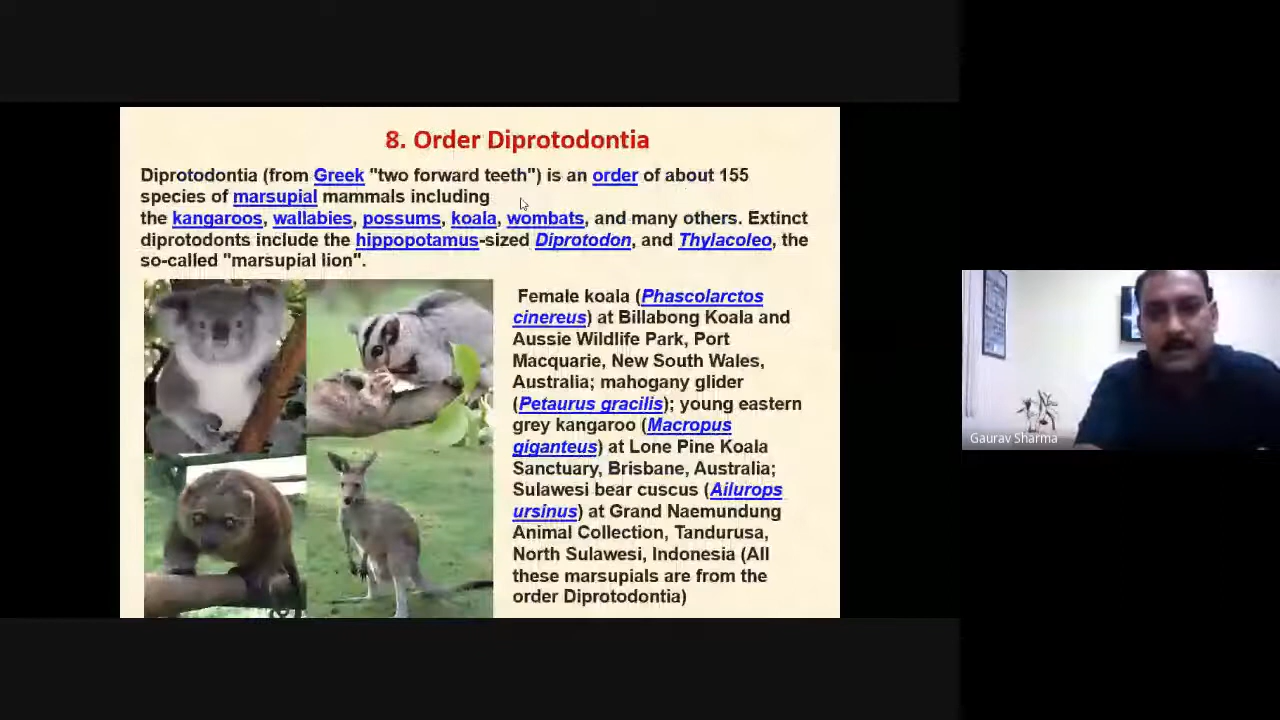 8. Order Diprotodontia
Diprotodontia (from Greek "two forward teeth") is an order of about 155
species of marsupial mammals including
the kangaroos, wallabies, possums, koala, wombats, and many others. Extinct
diprotodonts include the hippopotamus-sized Diprotodon, and Thylacoleo, the
so-called "marsupial lion".
Female koala (Phascolarctos
cinereus) at Billabong Koala and
Aussie Wildlife Park, Port
Macquarie, New South Wales,
Australia; mahogany glider
(Petaurus gracilis); young eastern
grey kangaroo (Macropus
giganteus) at Lone Pine Koala
Sanctuary, Brisbane, Australia;
Sulawesi bear cuscus (Ailurops
ursinus) at Grand Naemundung
Animal Collection, Tandurusa,
North Sulawesi, Indonesia (All
these marsupials are from the
order Diprotodontia)
Gaurav Sharma